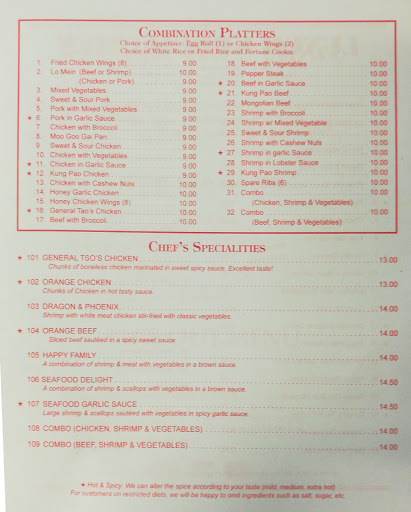 COMBINATION PLATTERS
Choice of Appetizer: Egg Roll (1) or Chicken Wings (2)
Choice of White Rice or Fried Rice and Fortune Cookie
1. Fried Chicken Wings (8) 9.00
2. Lo Mein (Beef or Shrimp) 10.00
(Chicken or Pork) 9.00
3. Mixed Vegetables 9.00
4. Sweet & Sour Pork 9.00
5. Pork with Mixed Vegetables 9.00
★ 6. Pork in Garlic Sauce 9.00
7. Chicken with Broccoli 9.00
8. Moo Goo Gai Pan 9.00
9. Sweet & Sour Chicken 9.00
10. Chicken with Vegetables 9.00
★ 11. Chicken in Garlic Sauce 9.00
★ 12. Kung Pao Chicken 9.00
13. Chicken with Cashew Nuts 9.00
14. Honey Garlic Chicken 10.00
15. Honey Chicken Wings (8) 9.00
★ 16. General Tao's Chicken 10.00
17. Beef with Broccoli 10.00
18. Beef with Vegetables 10.00
19. Pepper Steak 10.00
★ 20 Beef in Garlic Sauce 10.00
★ 21. Kung Pao Beef 10.00
22 Mongolian Beef 10.00
23 Shrimp with Broccoli 10.00
24 Shrimp w/ Mixed Vegetable 10.00
25 Sweet & Sour Shrimp 10.00
26 Shrimp with Cashew Nuts 10.00
★ 27 Shrimp in garlic Sauce 10.00
28 Shrimp in Lobster Sauce 10.00
★ 29 Kung Pao Shrimp 10.00
30 Spare Ribs (6) 10.00
31 Combo 10.00
(Chicken, Shrimp & Vegetables)
32 Combo 10.00
(Beef, Shrimp & Vegetables)
CHEF'S SPECIALITIES
★ 101 GENERAL TSO'S CHICKEN 13.00
Chunks of boneless chicken marinated in sweet spicy sauce. Excellent taste!
★ 102 ORANGE CHICKEN 13.00
Chunks of Chicken in hot tasty sauce.
103 DRAGON & PHOENIX 14.00
Shrimp with white meat chicken stir-fried with classic vegetables.
★ 104 ORANGE BEEF 14.50
Sliced beef sautéed in a spicy sweet sauce.
105 HAPPY FAMILY 14.00
A combination of shrimp & meat with vegetables in a brown sauce.
106 SEAFOOD DELIGHT 14.50
A combination of shrimp & scallops with vegetables in a brown sauce.
★ 107 SEAFOOD GARLIC SAUCE 14.50
Large shrimp & scallops sautéed with vegetables in spicy garlic sauce.
108 COMBO (CHICKEN, SHRIMP & VEGETABLES) 14.00
109 COMBO (BEEF, SHRIMP & VEGETABLES) 14.00
★ Hot & Spicy. We can alter the spice according to your taste (mild, medium, extra hot)
For customers on restricted diets, we will be happy to omit ingredients such as salt, sugar, etc.